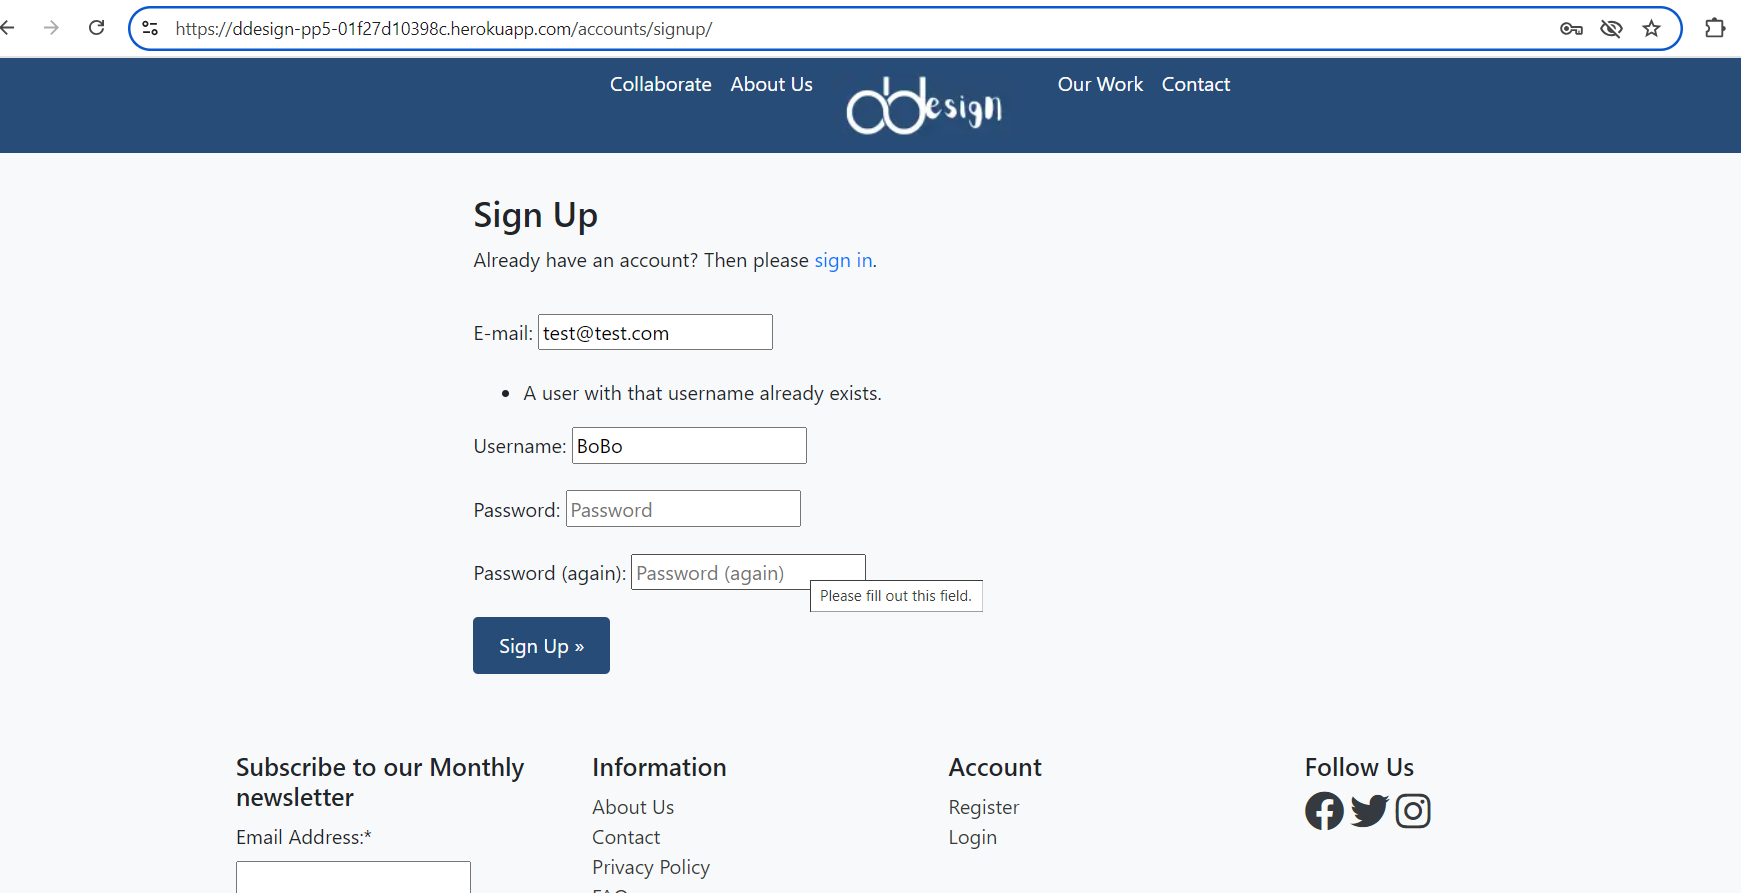 https://ddesign-pp5-01f27d10398c.herokuapp.com/accounts/signup/
Collaborate About Us dDesign Our Work Contact
Sign Up
Already have an account? Then please sign in.
E-mail: test@test.com
• A user with that username already exists.
Username: BoBo
Password: Password
Password (again): Password (again)
Please fill out this field.
Sign Up »
Subscribe to our Monthly
newsletter
Email Address:*
Information
About Us
Contact
Privacy Policy
FAQ
Account
Register
Login
Follow Us